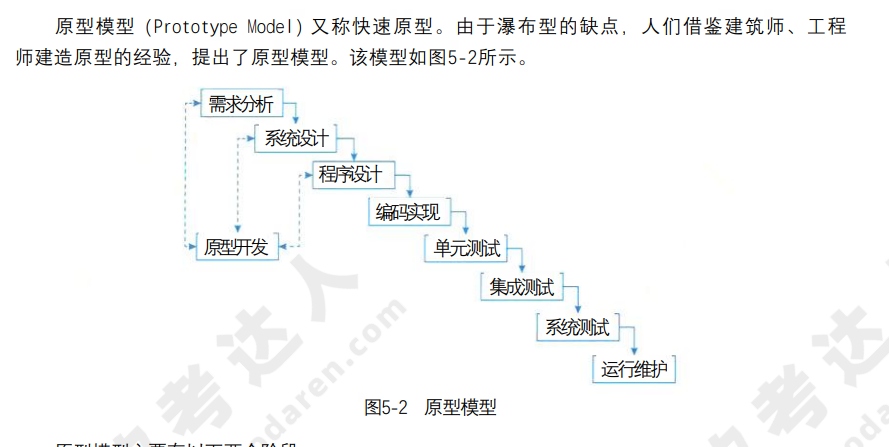 原型模型 (Prototype Model) 又称快速原型。由于瀑布型的缺点，人们借鉴建筑师、工程
师建造原型的经验，提出了原型模型。该模型如图5-2所示。
需求分析
系统设计
程序设计
编码实现
原型开发
单元测试
集成测试
系统测试
运行维护
图5-2 原型模型